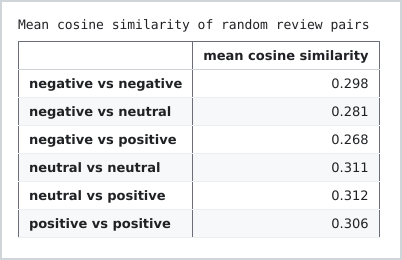 Mean cosine similarity of random review pairs
mean cosine similarity
negative vs negative 0.298
negative vs neutral 0.281
negative vs positive 0.268
neutral vs neutral 0.311
neutral vs positive 0.312
positive vs positive 0.306